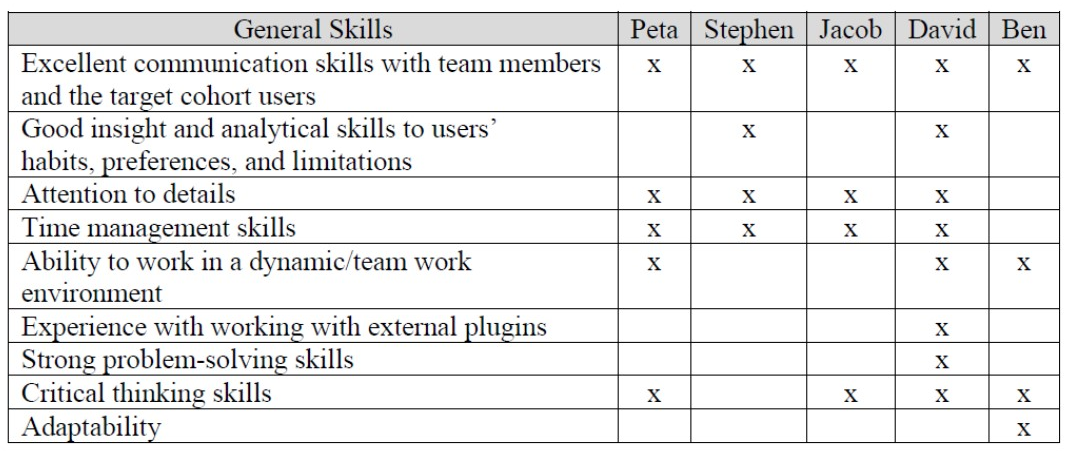 General Skills Peta Stephen Jacob David Ben
Excellent communication skills with team members x x x x x
and the target cohort users
Good insight and analytical skills to users’ x x
habits, preferences, and limitations
Attention to details x x x x
Time management skills x x x x
Ability to work in a dynamic/team work x x x
environment
Experience with working with external plugins x
Strong problem-solving skills x
Critical thinking skills x x x x
Adaptability x